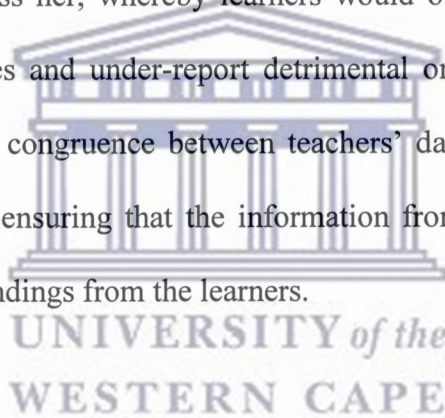 ss her, whereby learners would o
es and under-report detrimental or
congruence between teachers’ da
ensuring that the information from
ndings from the learners.
UNIVERSITY of the
WESTERN CAPE